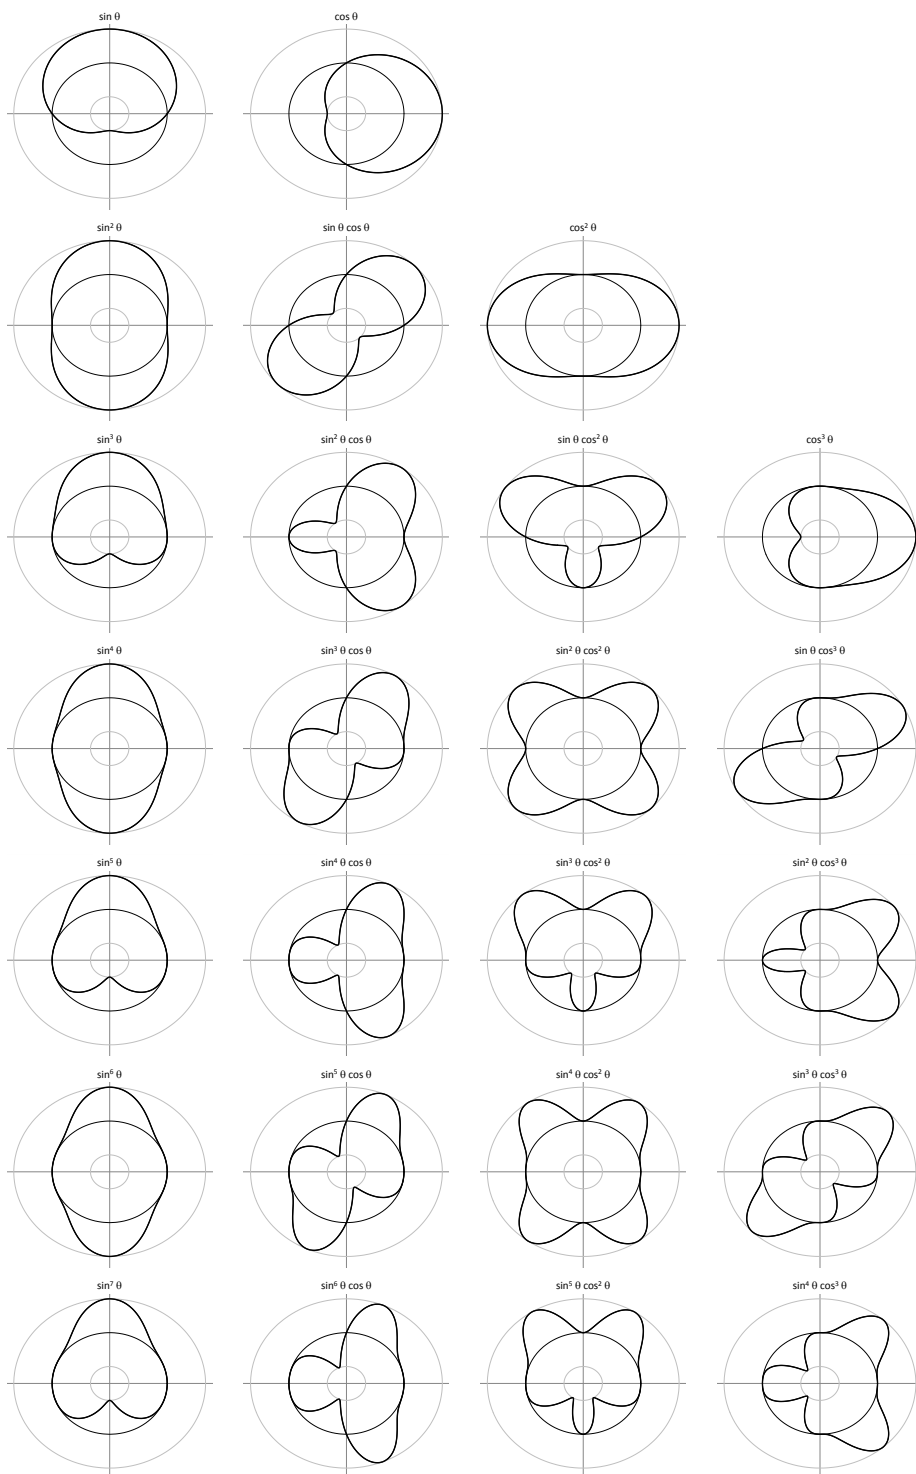 sin θ cos θ
sin² θ sin θ cos θ cos² θ
sin³ θ sin² θ cos θ sin θ cos² θ cos³ θ
sin⁴ θ sin³ θ cos θ sin² θ cos² θ sin θ cos³ θ
sin⁵ θ sin⁴ θ cos θ sin³ θ cos² θ sin² θ cos³ θ
sin⁶ θ sin⁵ θ cos θ sin⁴ θ cos² θ sin³ θ cos³ θ
sin⁷ θ sin⁶ θ cos θ sin⁵ θ cos² θ sin⁴ θ cos³ θ